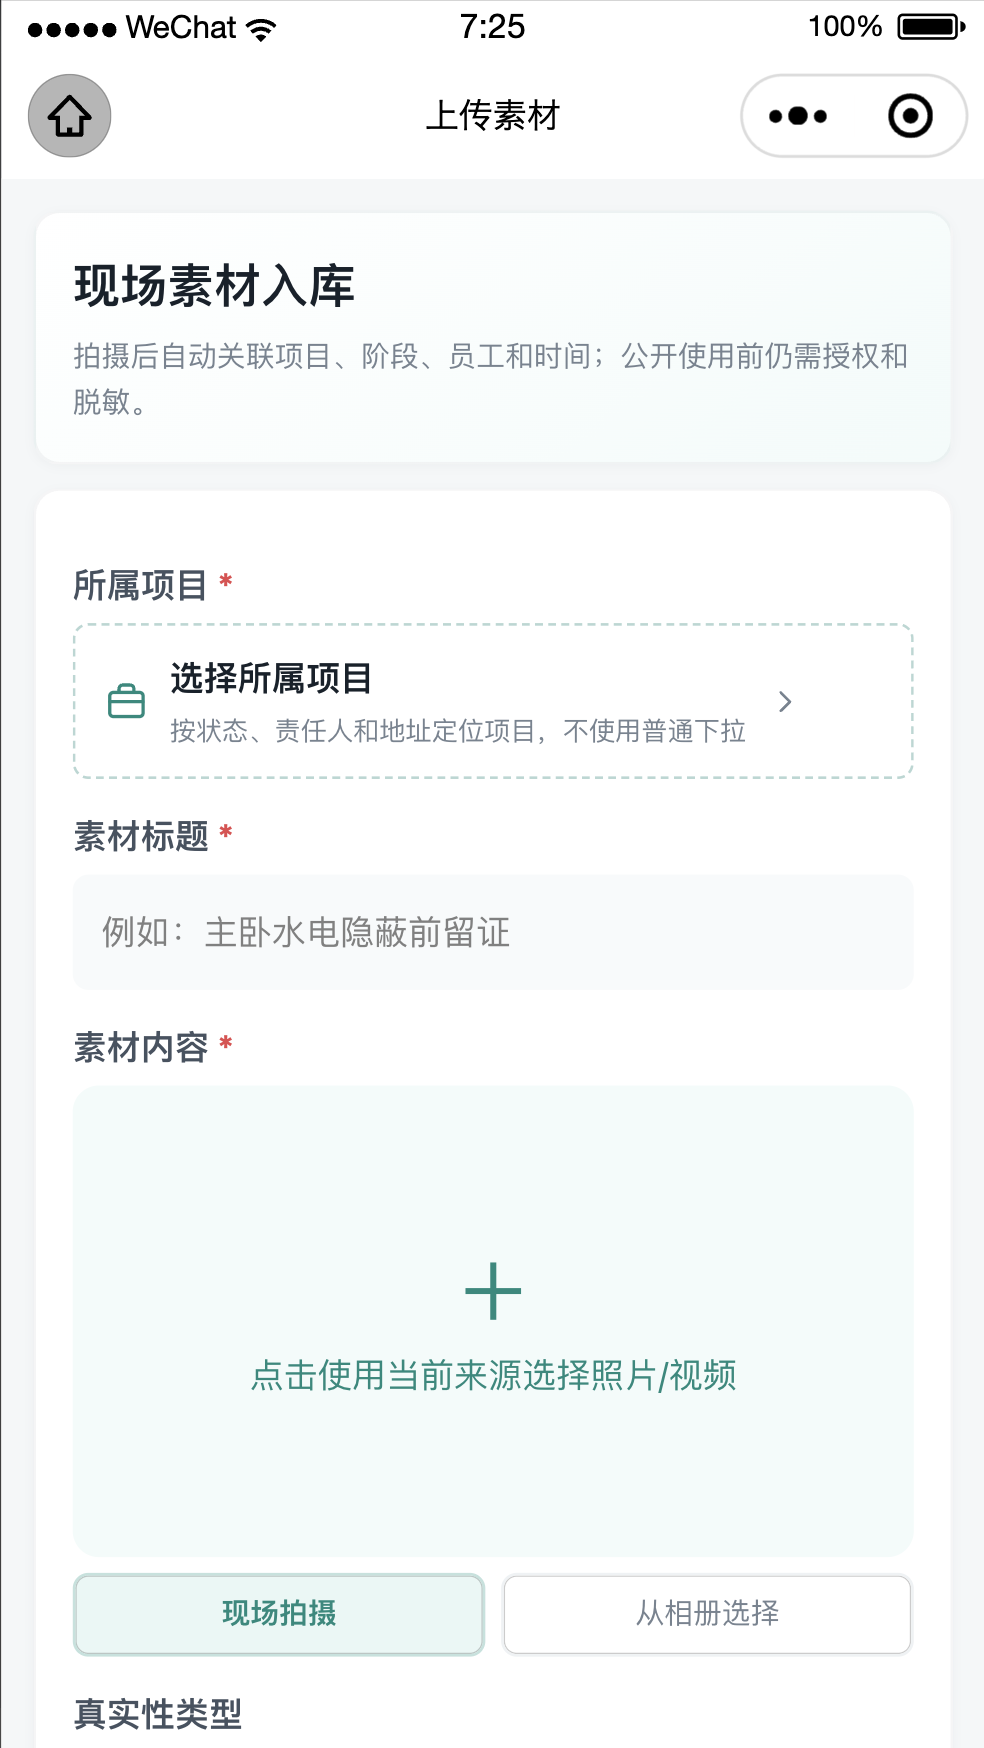 WeChat 7:25 100%
上传素材
现场素材入库
拍摄后自动关联项目、阶段、员工和时间；公开使用前仍需授权和
脱敏。
所属项目 *
选择所属项目
按状态、责任人和地址定位项目，不使用普通下拉
素材标题 *
例如：主卧水电隐蔽前留证
素材内容 *
点击使用当前来源选择照片/视频
现场拍摄 从相册选择
真实性类型